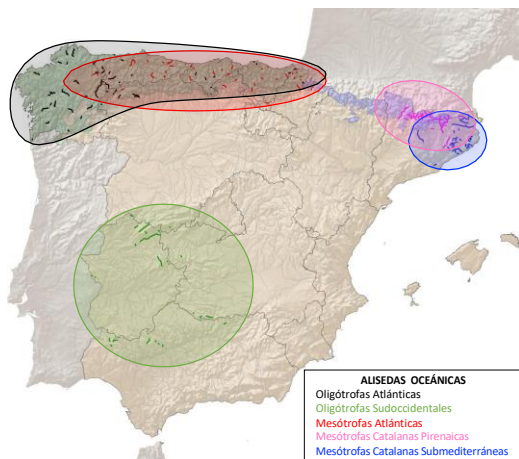 ALISEDAS OCEÁNICAS
Oligótrofas Atlánticas
Oligótrofas Sudoccidentales
Mesótrofas Atlánticas
Mesótrofas Catalanas Pirenaicas
Mesótrofas Catalanas Submediterráneas